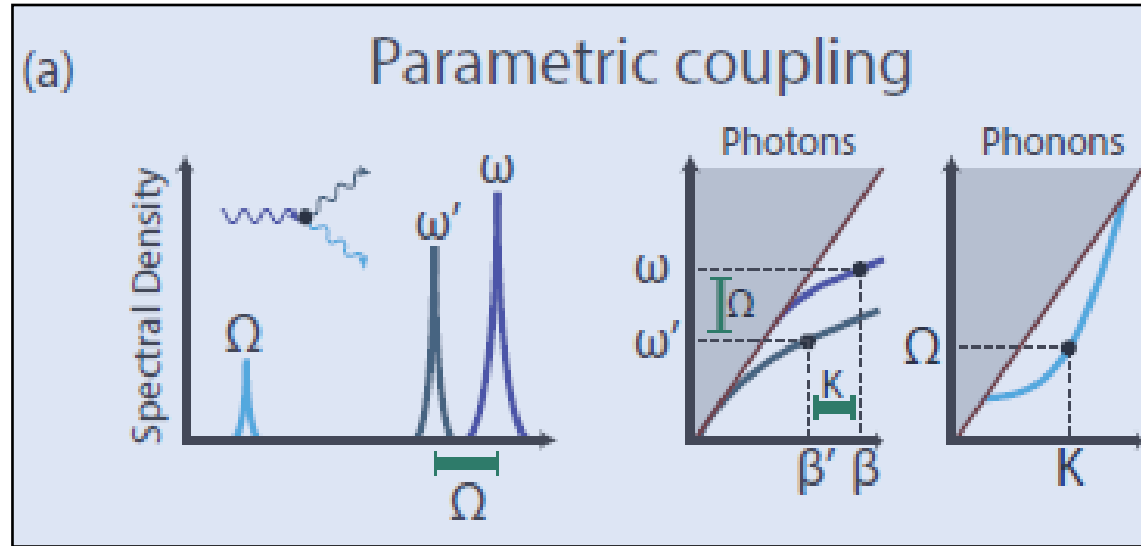 (a)
Parametric coupling
Spectral Density
Ω
ω'
ω
Ω
Photons
ω
Ω
ω'
K
β' β
Phonons
Ω
K